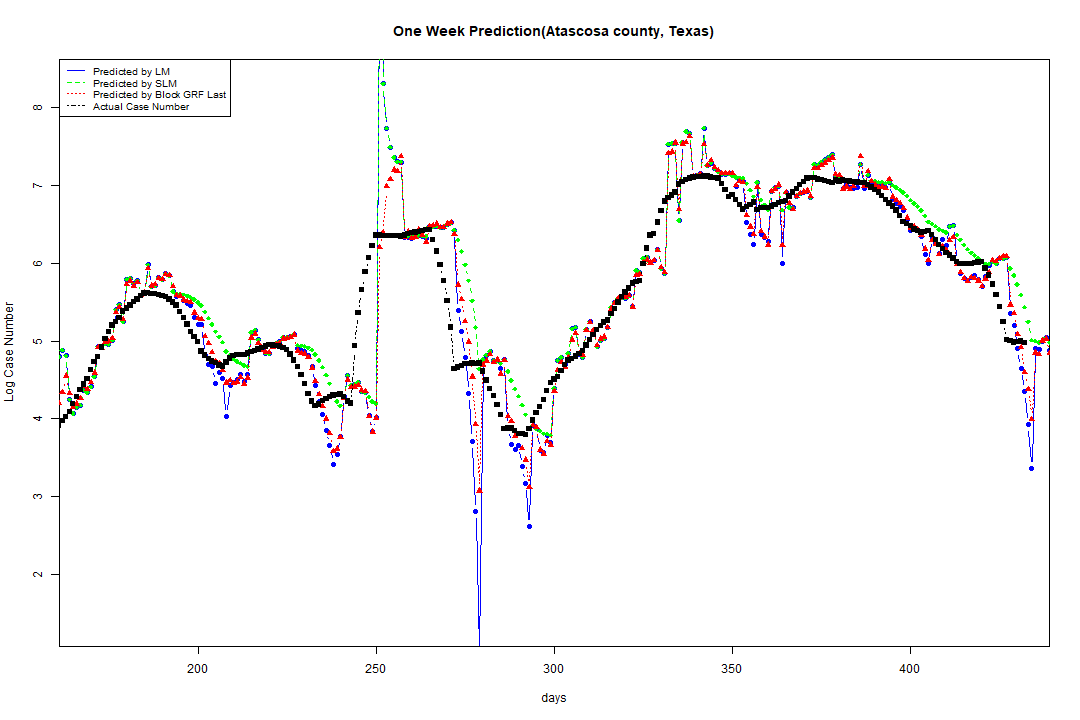 One Week Prediction(Atascosa county, Texas)
Predicted by LM
Predicted by SLM
Predicted by Block GRF Last
Actual Case Number
8
7
6
5
4
3
2
Log Case Number
200 250 300 350 400
days